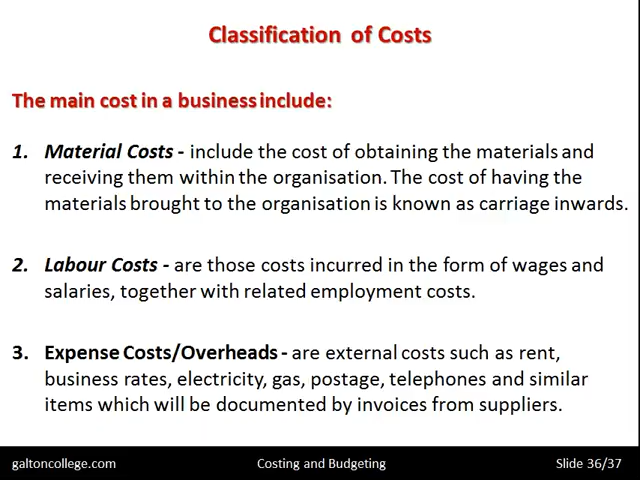 Classification of Costs
The main cost in a business include:
1. Material Costs - include the cost of obtaining the materials and
receiving them within the organisation. The cost of having the
materials brought to the organisation is known as carriage inwards.
2. Labour Costs - are those costs incurred in the form of wages and
salaries, together with related employment costs.
3. Expense Costs/Overheads - are external costs such as rent,
business rates, electricity, gas, postage, telephones and similar
items which will be documented by invoices from suppliers.
galtoncollege.com Costing and Budgeting Slide 36/37